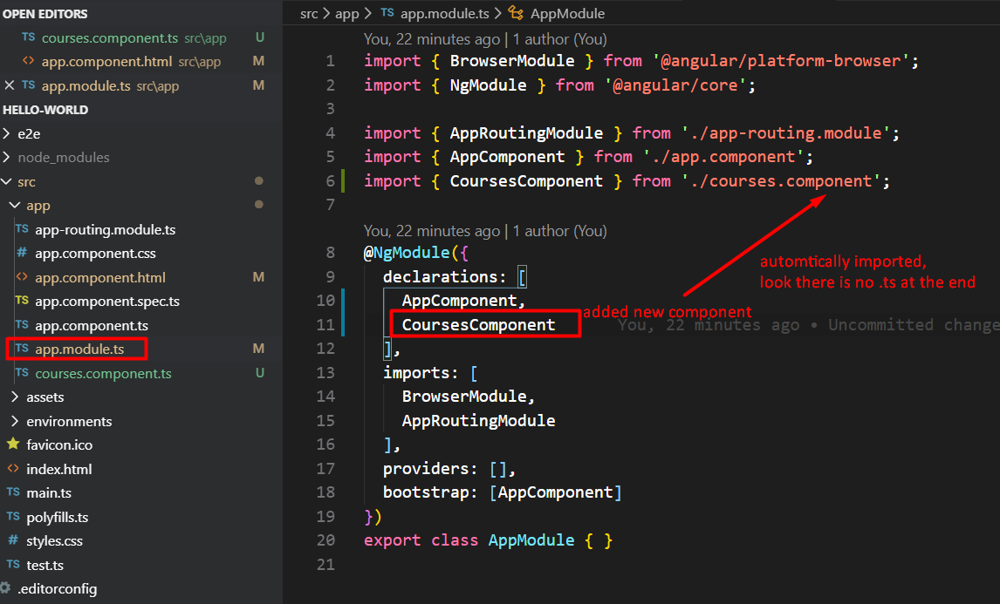 OPEN EDITORS
TS courses.component.ts src\app U
<> app.component.html src\app M
× TS app.module.ts src\app M
HELLO-WORLD
> e2e
> node_modules
src
app
TS app-routing.module.ts
# app.component.css
<> app.component.html M
TS app.component.spec.ts
TS app.component.ts
TS app.module.ts M
TS courses.component.ts U
> assets
> environments
favicon.ico
<> index.html
TS main.ts
TS polyfills.ts
# styles.css
TS test.ts
.editorconfig
src > app > TS app.module.ts > AppModule
You, 22 minutes ago | 1 author (You)
1 import { BrowserModule } from '@angular/platform-browser';
2 import { NgModule } from '@angular/core';
3
4 import { AppRoutingModule } from './app-routing.module';
5 import { AppComponent } from './app.component';
6 import { CoursesComponent } from './courses.component';
7
You, 22 minutes ago | 1 author (You)
8 @NgModule({
9 declarations: [
10 AppComponent,
11 CoursesComponent You, 22 minutes ago • Uncommitted change
12 ],
13 imports: [
14 BrowserModule,
15 AppRoutingModule
16 ],
17 providers: [],
18 bootstrap: [AppComponent]
19 })
20 export class AppModule { }
21
automtically imported,
look there is no .ts at the end
added new component